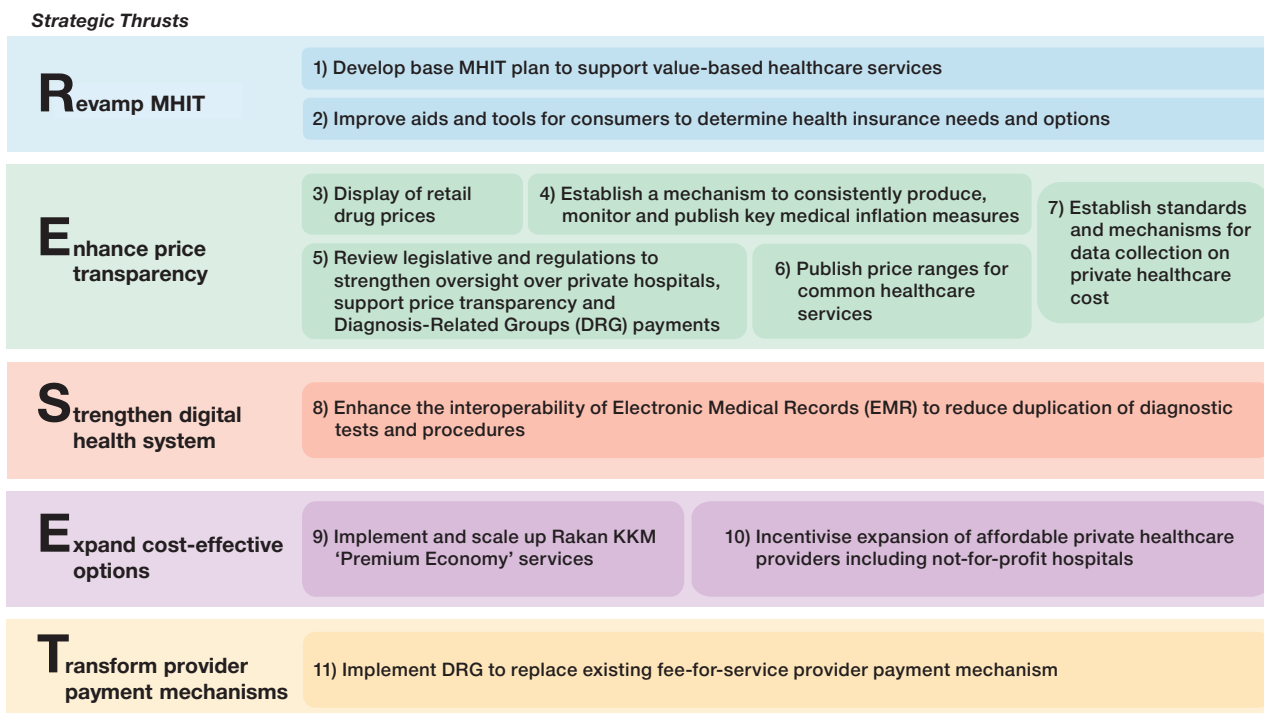 Strategic Thrusts
Revamp MHIT
1) Develop base MHIT plan to support value-based healthcare services
2) Improve aids and tools for consumers to determine health insurance needs and options
Enhance price
transparency
3) Display of retail
drug prices
4) Establish a mechanism to consistently produce,
monitor and publish key medical inflation measures
5) Review legislative and regulations to
strengthen oversight over private hospitals,
support price transparency and
Diagnosis-Related Groups (DRG) payments
6) Publish price ranges for
common healthcare
services
7) Establish standards
and mechanisms for
data collection on
private healthcare
cost
Strengthen digital
health system
8) Enhance the interoperability of Electronic Medical Records (EMR) to reduce duplication of diagnostic
tests and procedures
Expand cost-effective
options
9) Implement and scale up Rakan KKM
‘Premium Economy’ services
10) Incentivise expansion of affordable private healthcare
providers including not-for-profit hospitals
Transform provider
payment mechanisms
11) Implement DRG to replace existing fee-for-service provider payment mechanism